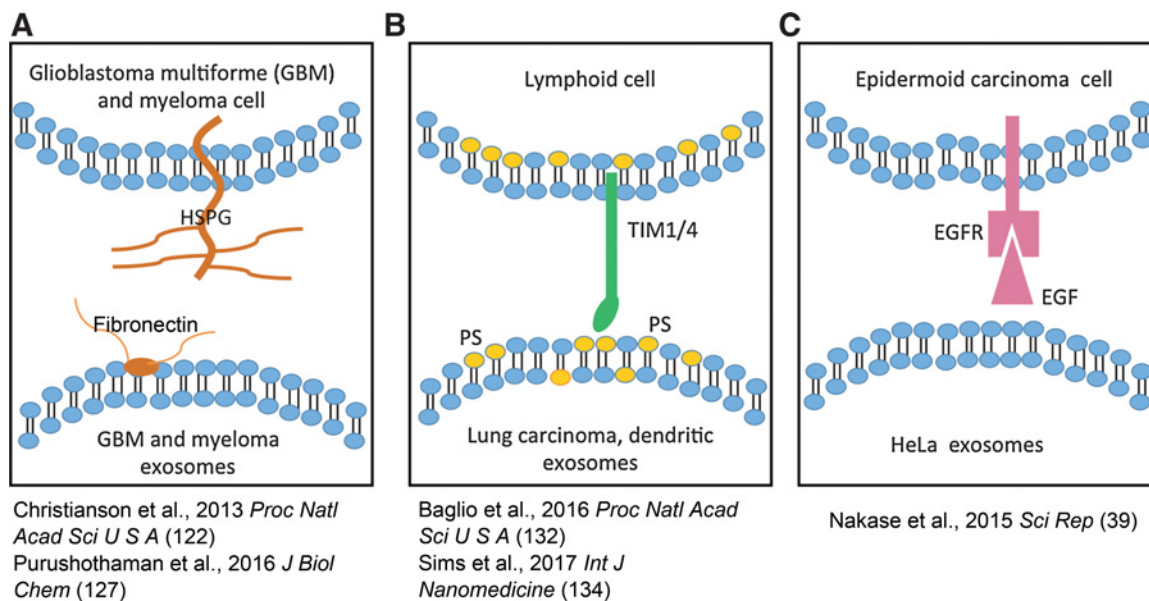 A
Glioblastoma multiforme (GBM)
and myeloma cell
HSPG
Fibronectin
GBM and myeloma
exosomes
Christianson et al., 2013 Proc Natl
Acad Sci U S A (122)
Purushothaman et al., 2016 J Biol
Chem (127)
B
Lymphoid cell
TIM1/4
PS
PS
Lung carcinoma, dendritic
exosomes
Baglio et al., 2016 Proc Natl Acad
Sci U S A (132)
Sims et al., 2017 Int J
Nanomedicine (134)
C
Epidermoid carcinoma cell
EGFR
EGF
HeLa exosomes
Nakase et al., 2015 Sci Rep (39)